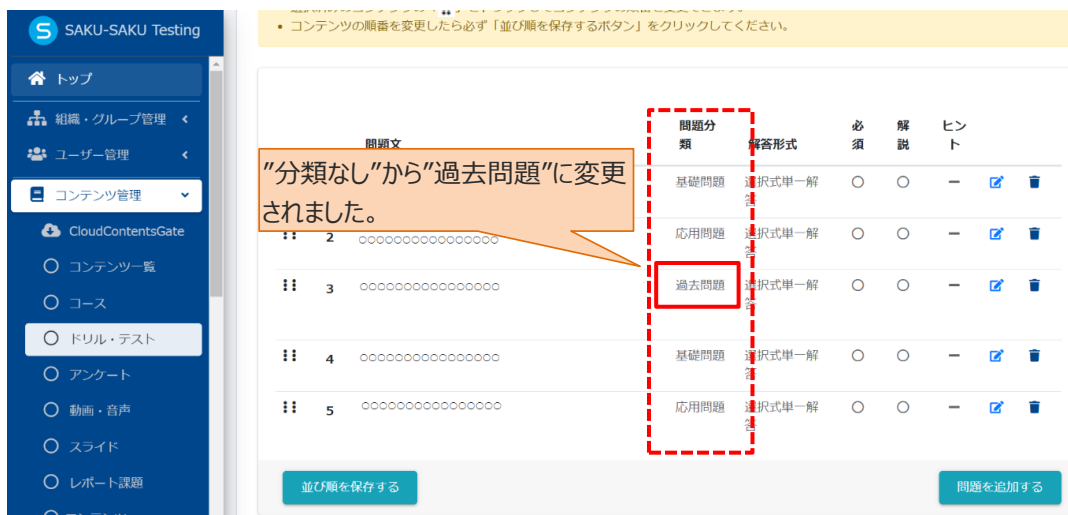 SAKU-SAKU Testing
トップ
組織・グループ管理
ユーザー管理
コンテンツ管理
CloudContentsGate
コンテンツ一覧
コース
ドリル・テスト
アンケート
動画・音声
スライド
レポート課題
コンテンツの順番を変更したら必ず「並び順を保存するボタン」をクリックしてください。
問題文 問題分類 解答形式 必須 解説 ヒント
”分類なし”から”過去問題”に変更
されました。
基礎問題 選択式単一解答 ○ ○ ー
2 ○○○○○○○○○○○○○○○○ 応用問題 選択式単一解答 ○ ○ ー
3 ○○○○○○○○○○○○○○○○ 過去問題 選択式単一解答 ○ ○ ー
4 ○○○○○○○○○○○○○○○○ 基礎問題 選択式単一解答 ○ ○ ー
5 ○○○○○○○○○○○○○○○○ 応用問題 選択式単一解答 ○ ○ ー
並び順を保存する
問題を追加する